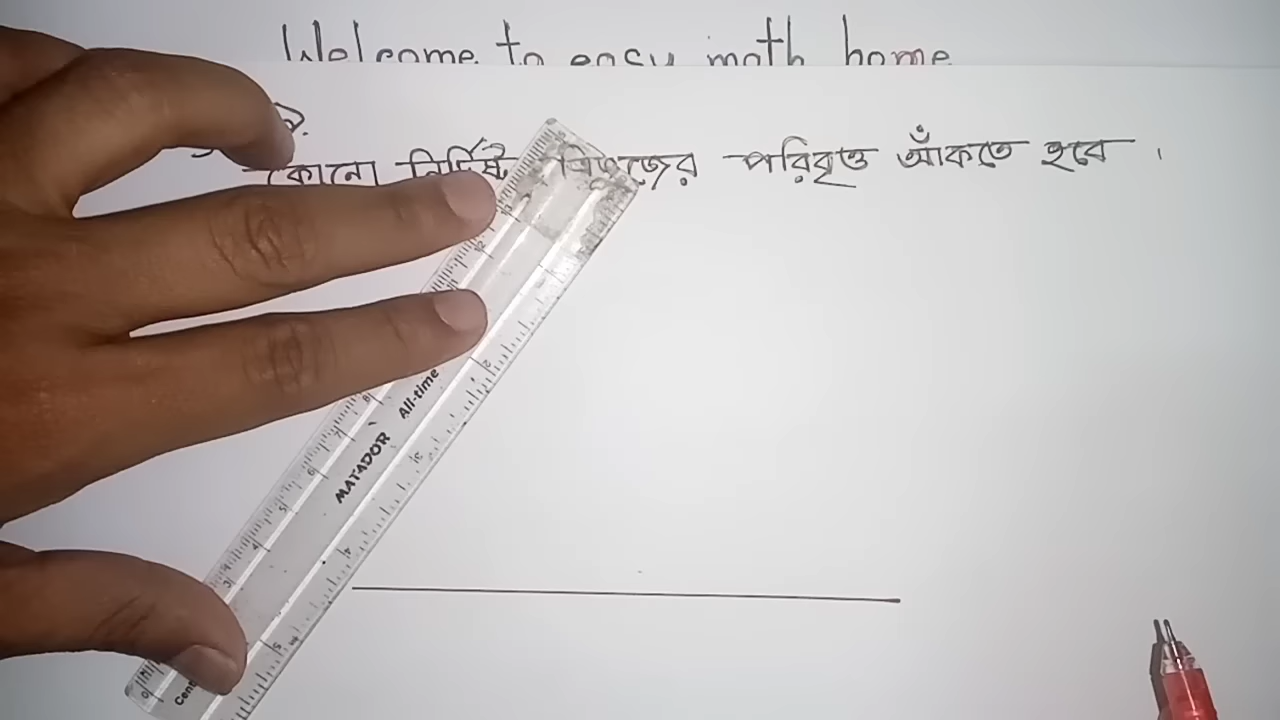 Welcome to easy math home
কোনো নির্দিষ্ট ত্রিভুজের পরিবৃত্ত আঁকতে হবে ।
MATADOR All-time